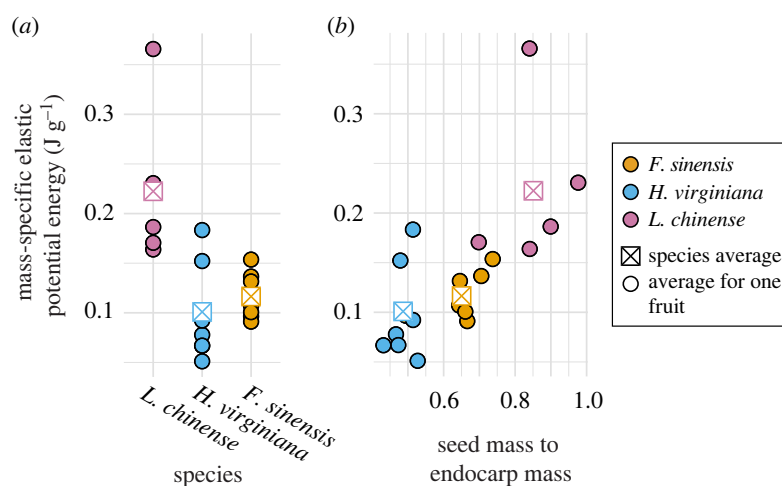 (a)
(b)
mass-specific elastic
potential energy (J g⁻¹)
0.3
0.2
0.1
L. chinense
H. virginiana
F. sinensis
species
0.3
0.2
0.1
0.6
0.8
1.0
seed mass to
endocarp mass
F. sinensis
H. virginiana
L. chinense
species average
average for one
fruit